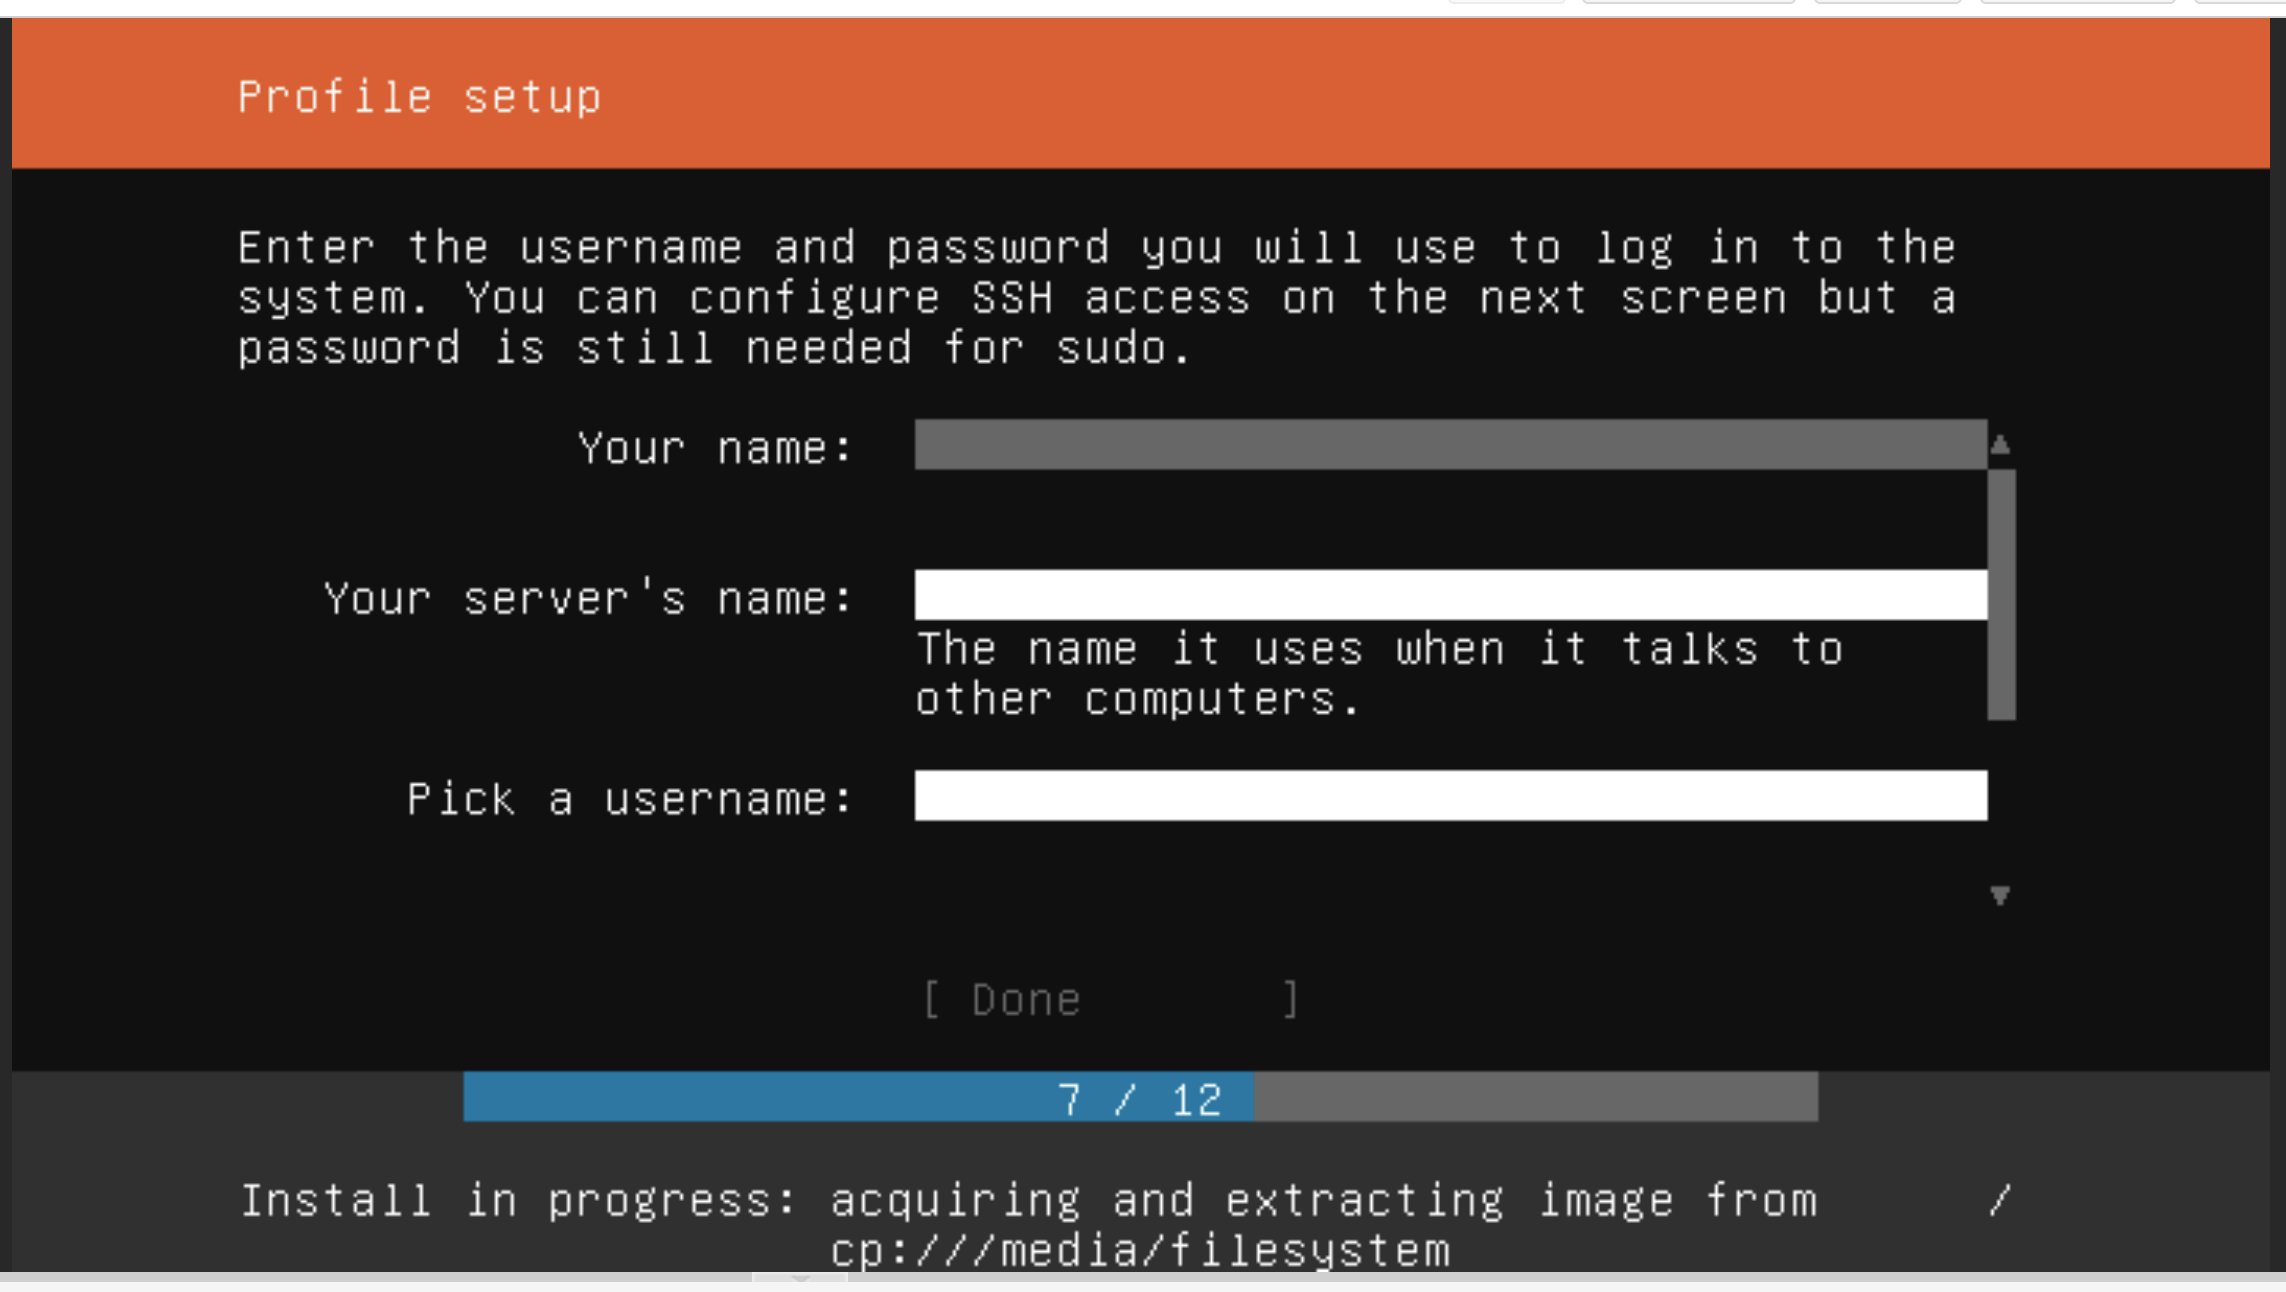 Profile setup
Enter the username and password you will use to log in to the
system. You can configure SSH access on the next screen but a
password is still needed for sudo.
Your name:
Your server's name:
The name it uses when it talks to
other computers.
Pick a username:
[ Done ]
7 / 12
Install in progress: acquiring and extracting image from /
cp:///media/filesystem